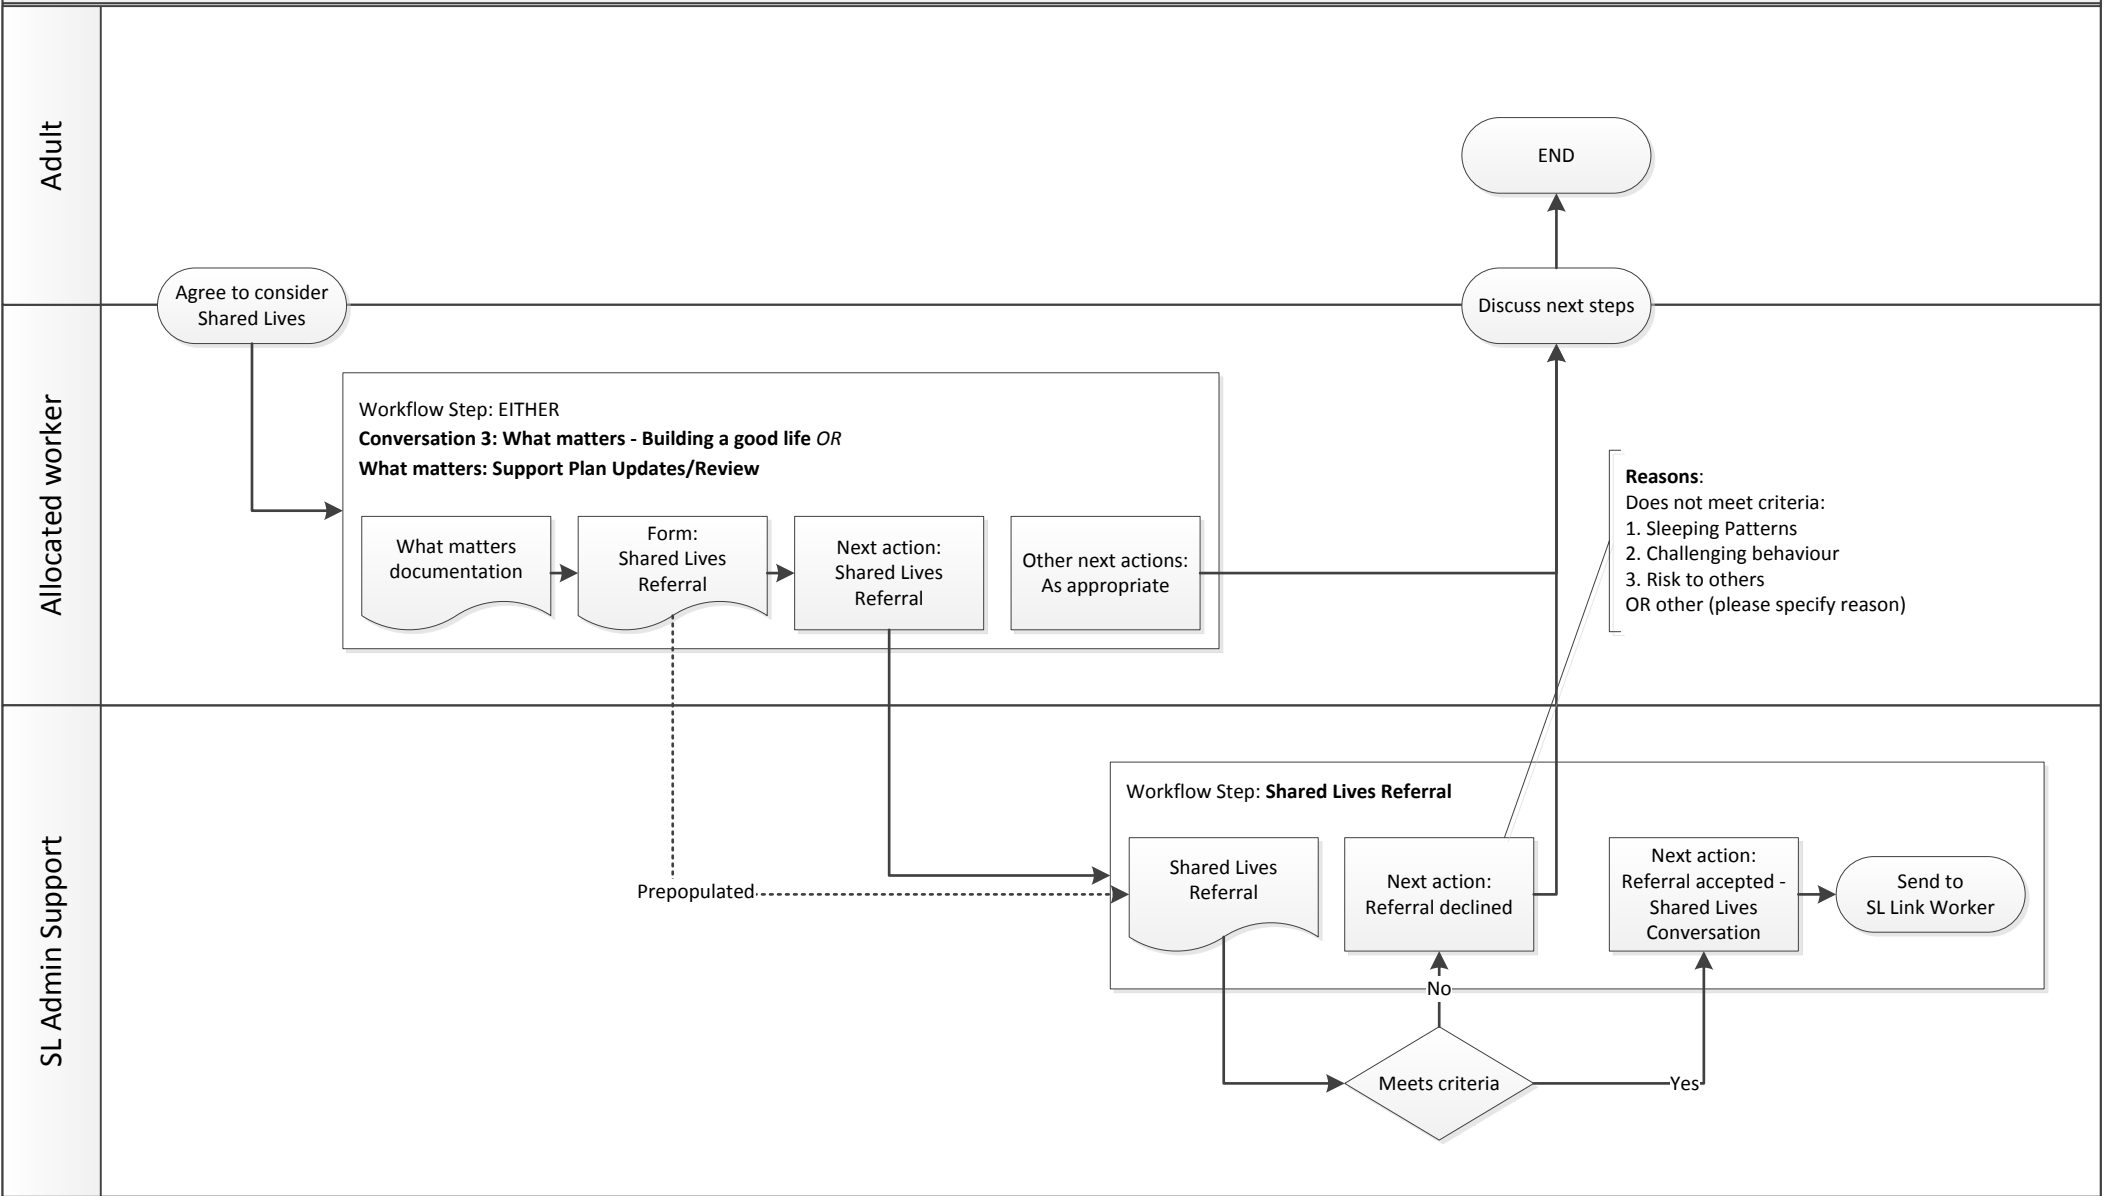 Adult
END
Agree to consider
Shared Lives
Discuss next steps
Allocated worker
Workflow Step: EITHER
Conversation 3: What matters - Building a good life OR
What matters: Support Plan Updates/Review
What matters
documentation
Form:
Shared Lives
Referral
Next action:
Shared Lives
Referral
Other next actions:
As appropriate
Reasons:
Does not meet criteria:
1. Sleeping Patterns
2. Challenging behaviour
3. Risk to others
OR other (please specify reason)
SL Admin Support
Prepopulated
Workflow Step: Shared Lives Referral
Shared Lives
Referral
Next action:
Referral declined
Next action:
Referral accepted -
Shared Lives
Conversation
Send to
SL Link Worker
No
Meets criteria
Yes